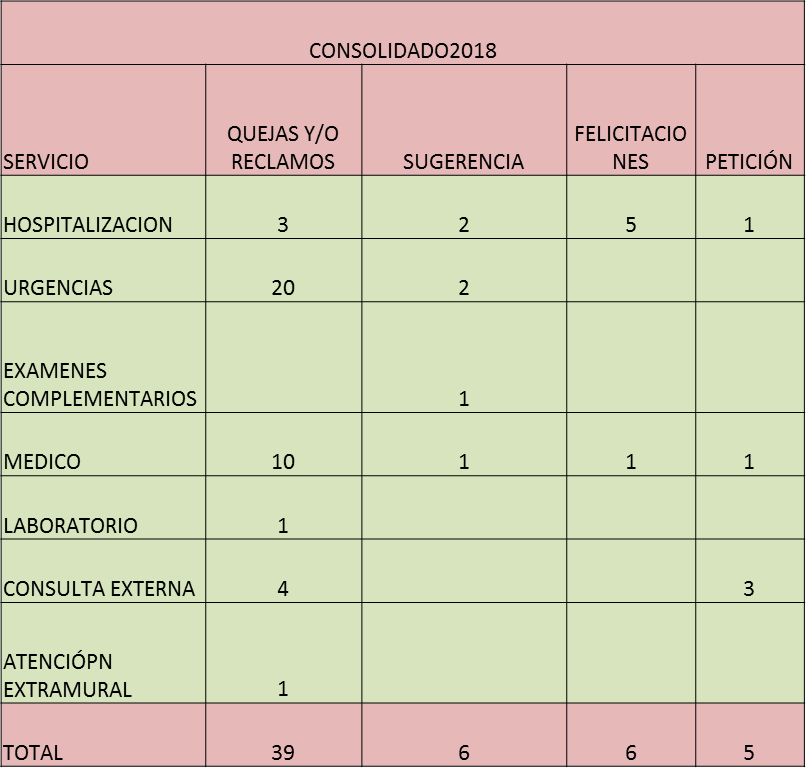 CONSOLIDADO2018
SERVICIO QUEJAS Y/O RECLAMOS SUGERENCIA FELICITACIO NES PETICIÓN
HOSPITALIZACION 3 2 5 1
URGENCIAS 20 2
EXAMENES
COMPLEMENTARIOS 1
MEDICO 10 1 1 1
LABORATORIO 1
CONSULTA EXTERNA 4 3
ATENCIÓPN
EXTRAMURAL 1
TOTAL 39 6 6 5